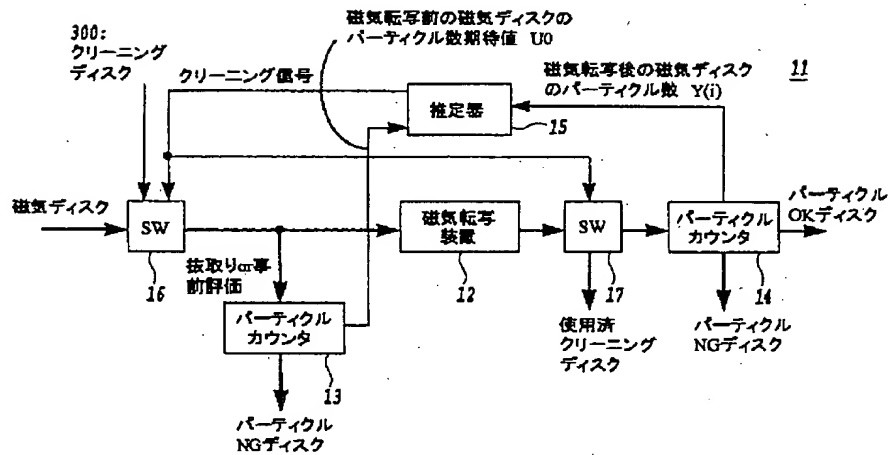 磁気転写前の磁気ディスクの
パーティクル数期待値 U0
300:
クリーニング
ディスク
クリーニング信号
磁気転写後の磁気ディスク
のパーティクル数 Y(i)
11
推定器
15
磁気ディスク
SW
16
抜取りor事
前評価
磁気転写
装置
12
SW
17
パーティクル
カウンタ
14
パーティクル
OKディスク
パーティクル
カウンタ
13
使用済
クリーニング
ディスク
パーティクル
NGディスク
パーティクル
NGディスク